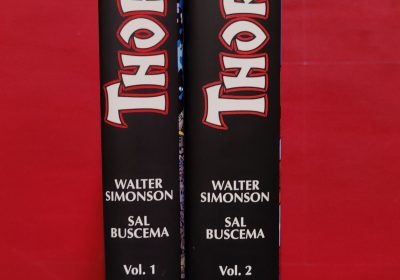 THOR
WALTER
SIMONSON
SAL
BUSCEMA
Vol. 1
THOR
WALTER
SIMONSON
SAL
BUSCEMA
Vol. 2